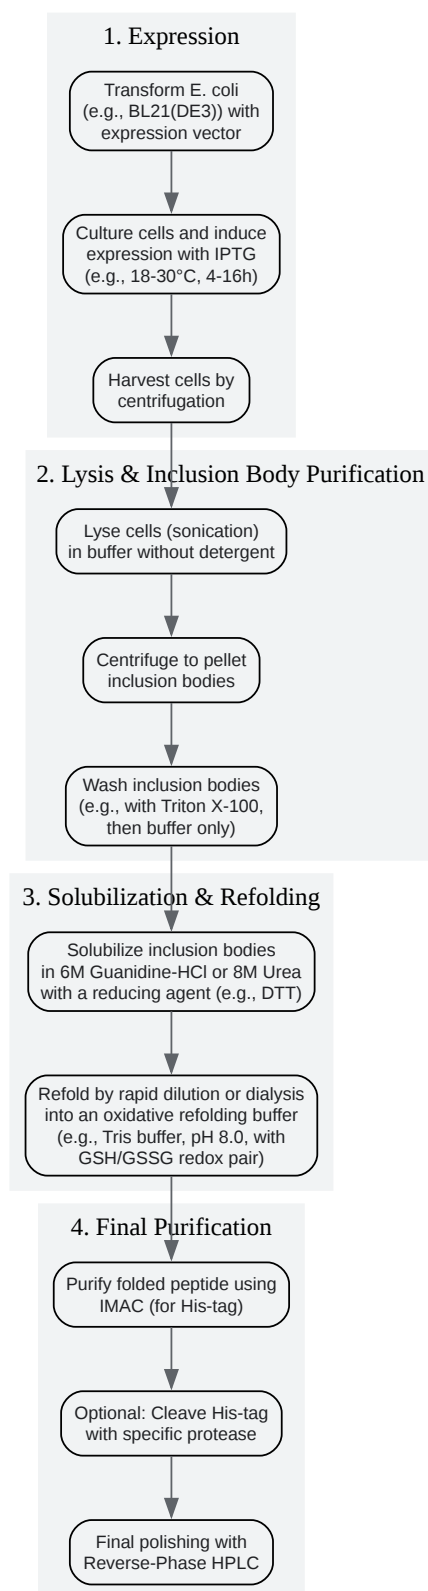 1. Expression
Transform E. coli
(e.g., BL21(DE3)) with
expression vector
Culture cells and induce
expression with IPTG
(e.g., 18-30°C, 4-16h)
Harvest cells by
centrifugation
2. Lysis & Inclusion Body Purification
Lyse cells (sonication)
in buffer without detergent
Centrifuge to pellet
inclusion bodies
Wash inclusion bodies
(e.g., with Triton X-100,
then buffer only)
3. Solubilization & Refolding
Solubilize inclusion bodies
in 6M Guanidine-HCl or 8M Urea
with a reducing agent (e.g., DTT)
Refold by rapid dilution or dialysis
into an oxidative refolding buffer
(e.g., Tris buffer, pH 8.0, with
GSH/GSSG redox pair)
4. Final Purification
Purify folded peptide using
IMAC (for His-tag)
Optional: Cleave His-tag
with specific protease
Final polishing with
Reverse-Phase HPLC